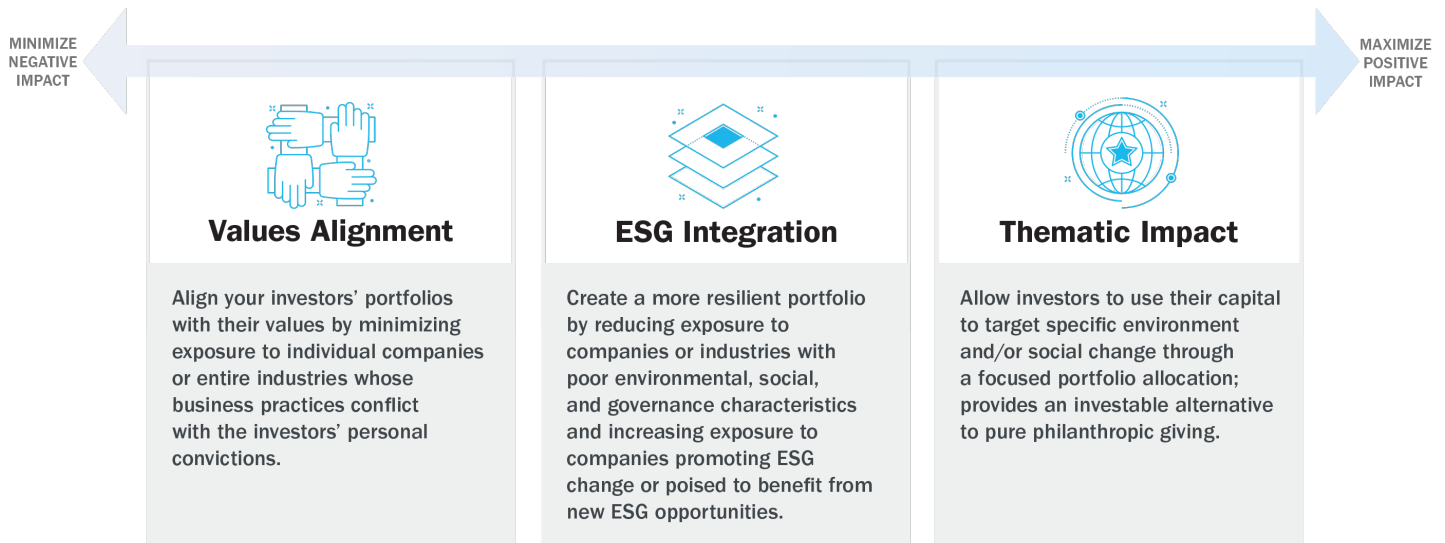 MINIMIZE
NEGATIVE
IMPACT
MAXIMIZE
POSITIVE
IMPACT
Values Alignment
Align your investors’ portfolios
with their values by minimizing
exposure to individual companies
or entire industries whose
business practices conflict
with the investors’ personal
convictions.
ESG Integration
Create a more resilient portfolio
by reducing exposure to
companies or industries with
poor environmental, social,
and governance characteristics
and increasing exposure to
companies promoting ESG
change or poised to benefit from
new ESG opportunities.
Thematic Impact
Allow investors to use their capital
to target specific environment
and/or social change through
a focused portfolio allocation;
provides an investable alternative
to pure philanthropic giving.